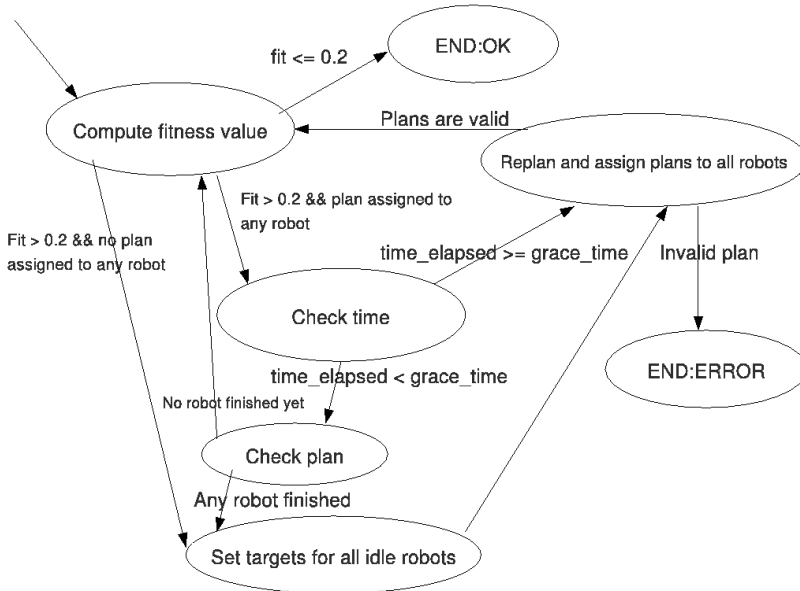 END:OK
fit <= 0.2
Compute fitness value
Plans are valid
Replan and assign plans to all robots
Fit > 0.2 && plan assigned to
any robot
Fit > 0.2 && no plan
assigned to any robot
time_elapsed >= grace_time
Invalid plan
Check time
END:ERROR
time_elapsed < grace_time
No robot finished yet
Check plan
Any robot finished
Set targets for all idle robots